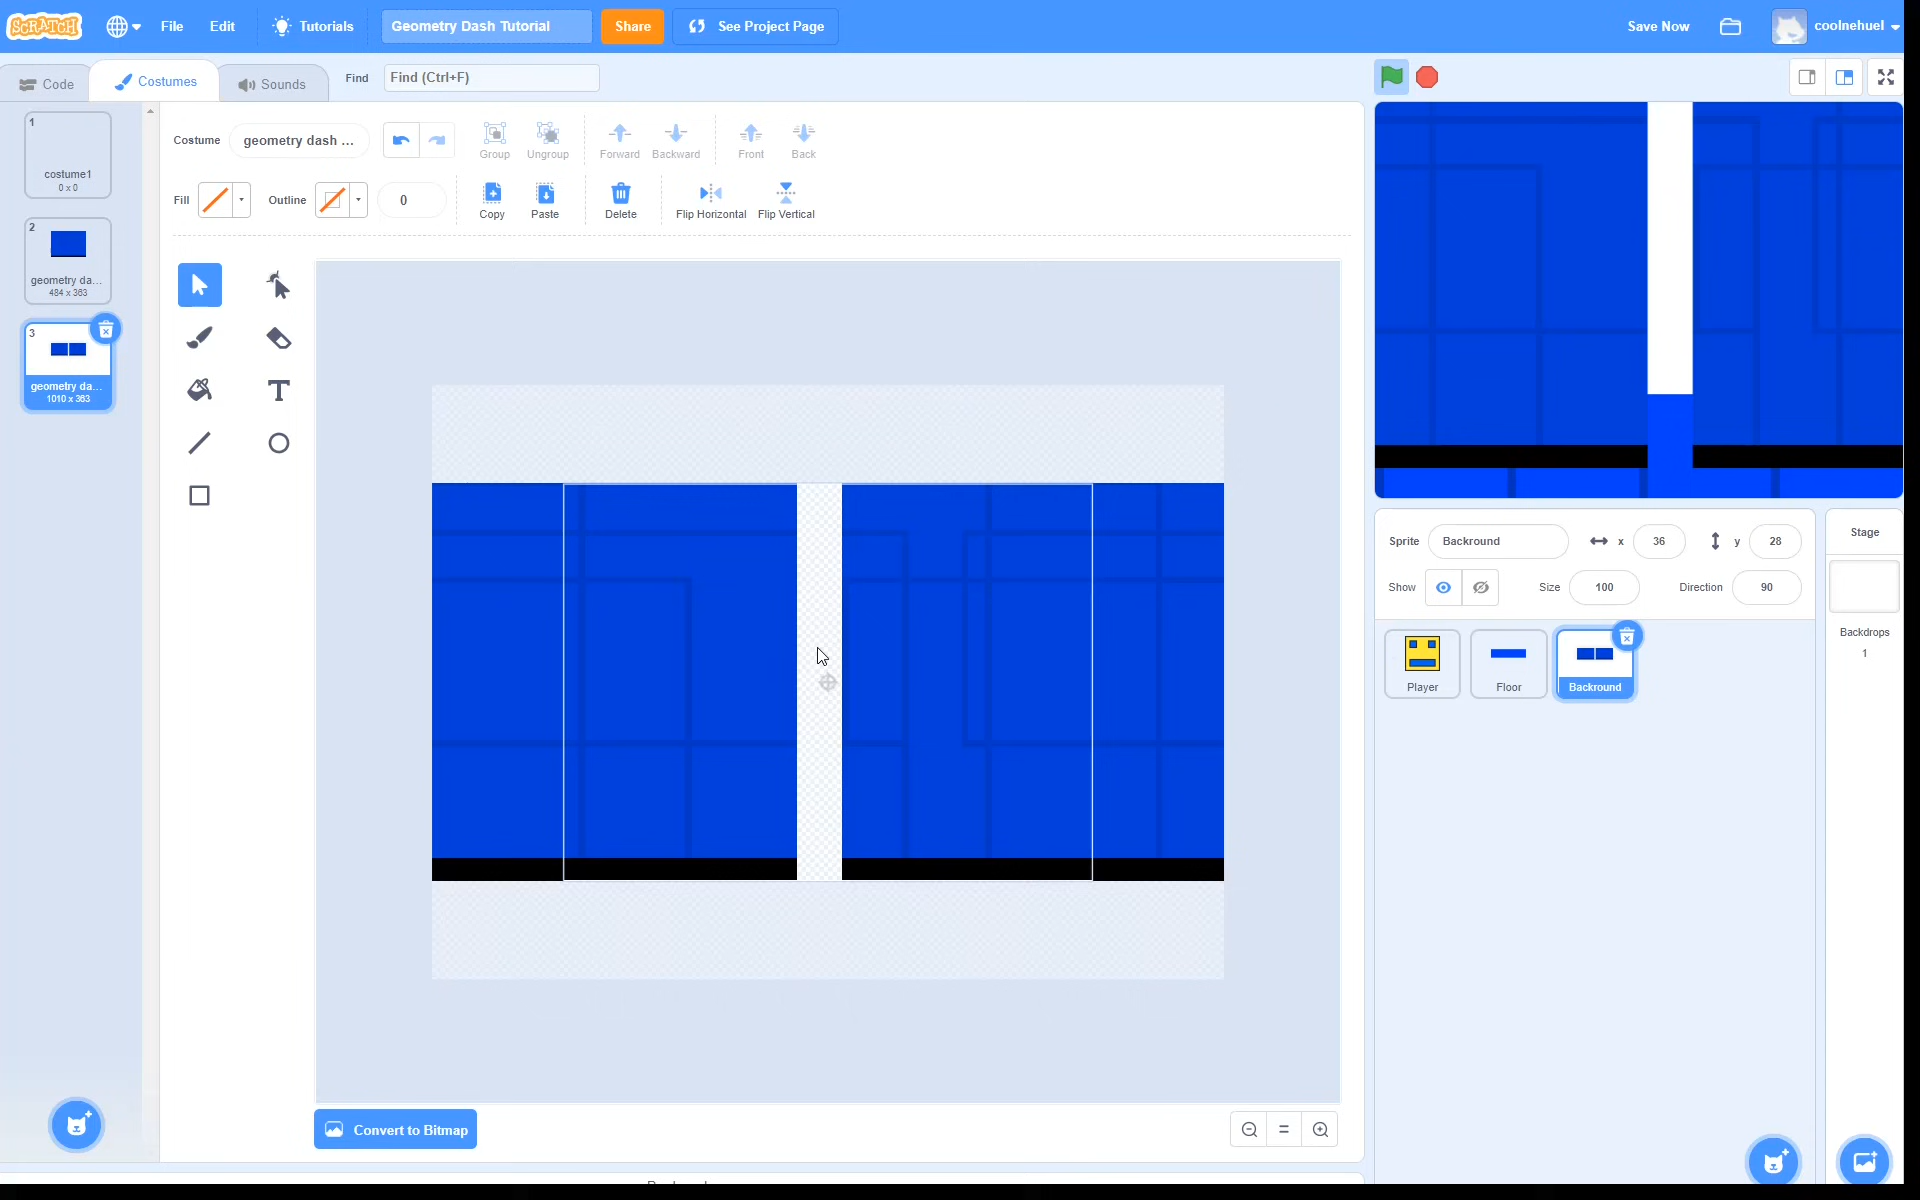 SCRATCH
File
Edit
Tutorials
Geometry Dash Tutorial
Share
See Project Page
Save Now
coolnehuel
Code
Costumes
Sounds
Find
Find (Ctrl+F)
1
costume1
0 x 0
2
geometry da...
484 x 363
3
geometry da...
1010 x 363
Costume
geometry dash ...
Group
Ungroup
Forward
Backward
Front
Back
Fill
Outline
0
Copy
Paste
Delete
Flip Horizontal
Flip Vertical
T
Convert to Bitmap
Sprite
Backround
x
36
y
28
Show
Size
100
Direction
90
Player
Floor
Backround
Stage
Backdrops
1